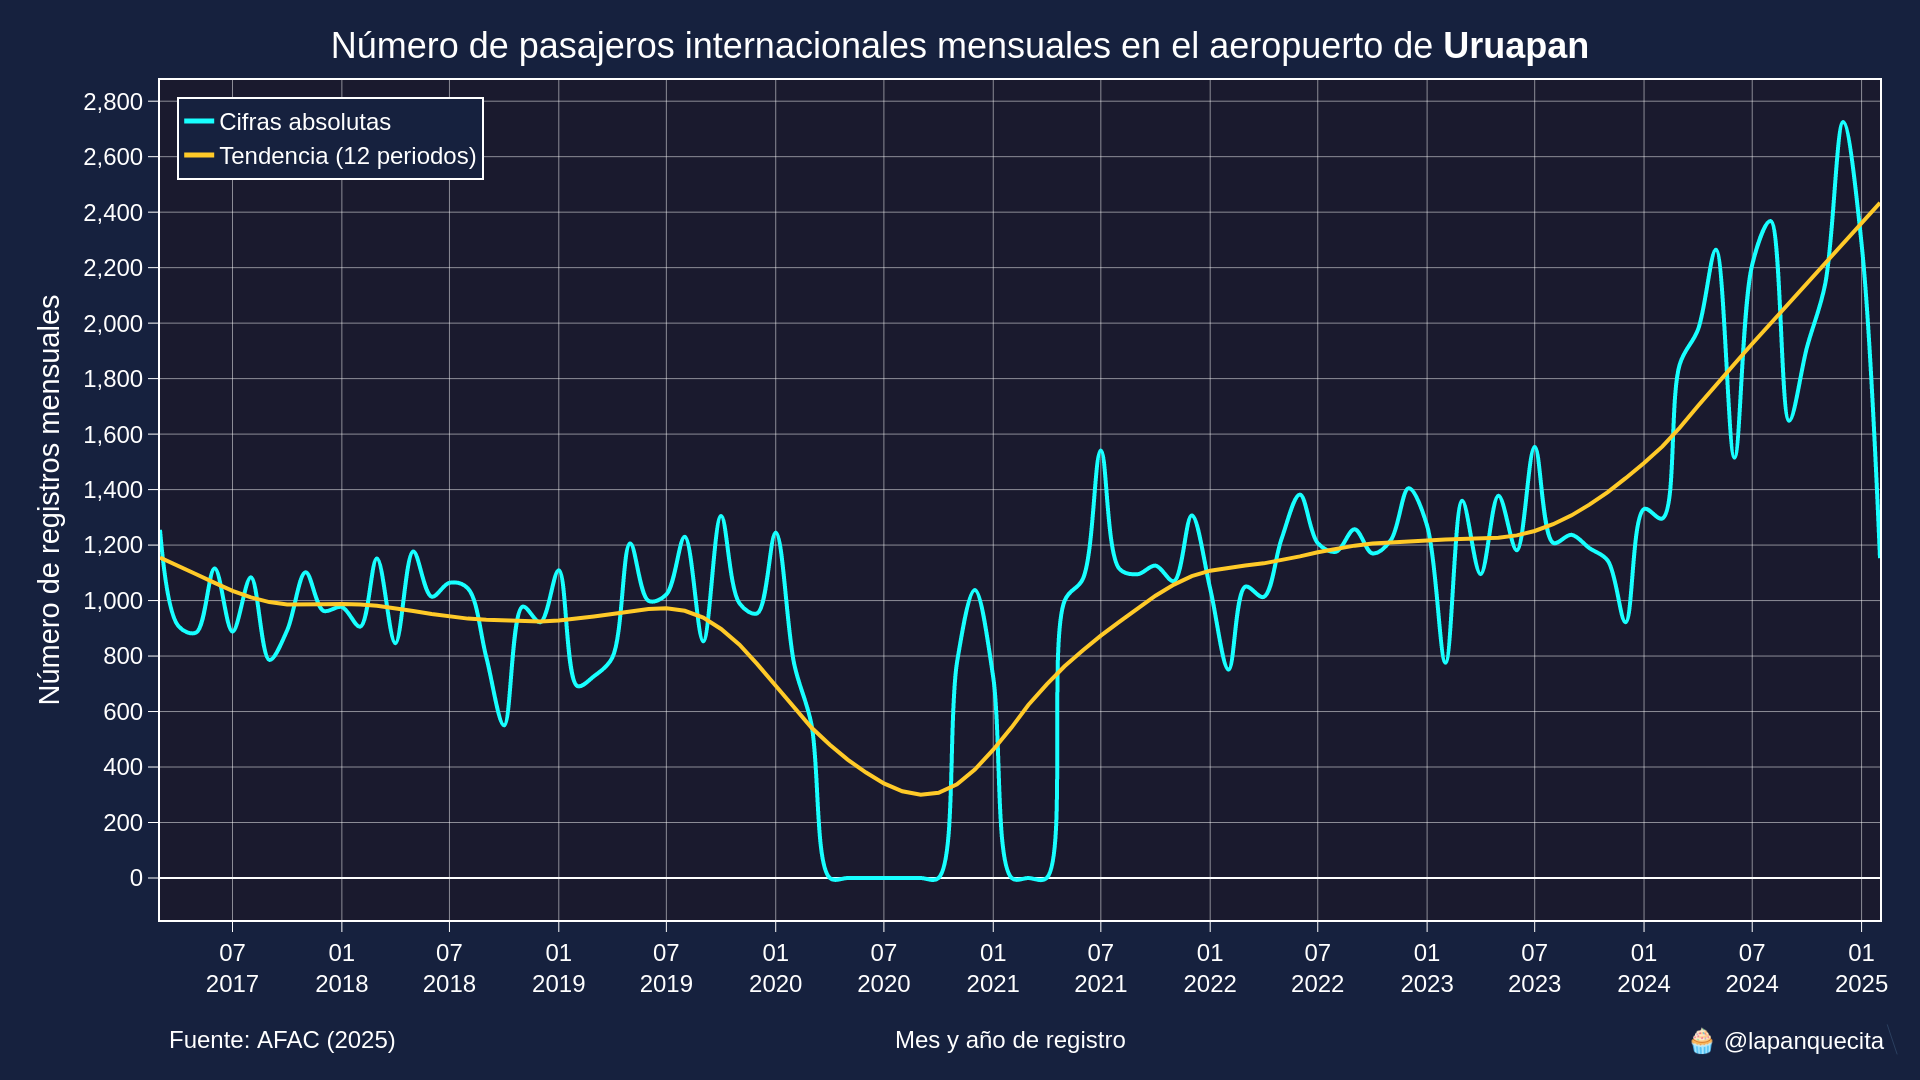 Número de pasajeros internacionales mensuales en el aeropuerto de Uruapan
Cifras absolutas
Tendencia (12 periodos)
Número de registros mensuales
2,800
2,600
2,400
2,200
2,000
1,800
1,600
1,400
1,200
1,000
800
600
400
200
0
07 01 07 01 07 01 07 01 07 01 07 01 07 01 07 01
2017 2018 2018 2019 2019 2020 2020 2021 2021 2022 2022 2023 2023 2024 2024 2025
Fuente: AFAC (2025)
Mes y año de registro
🧁 @lapanquecita